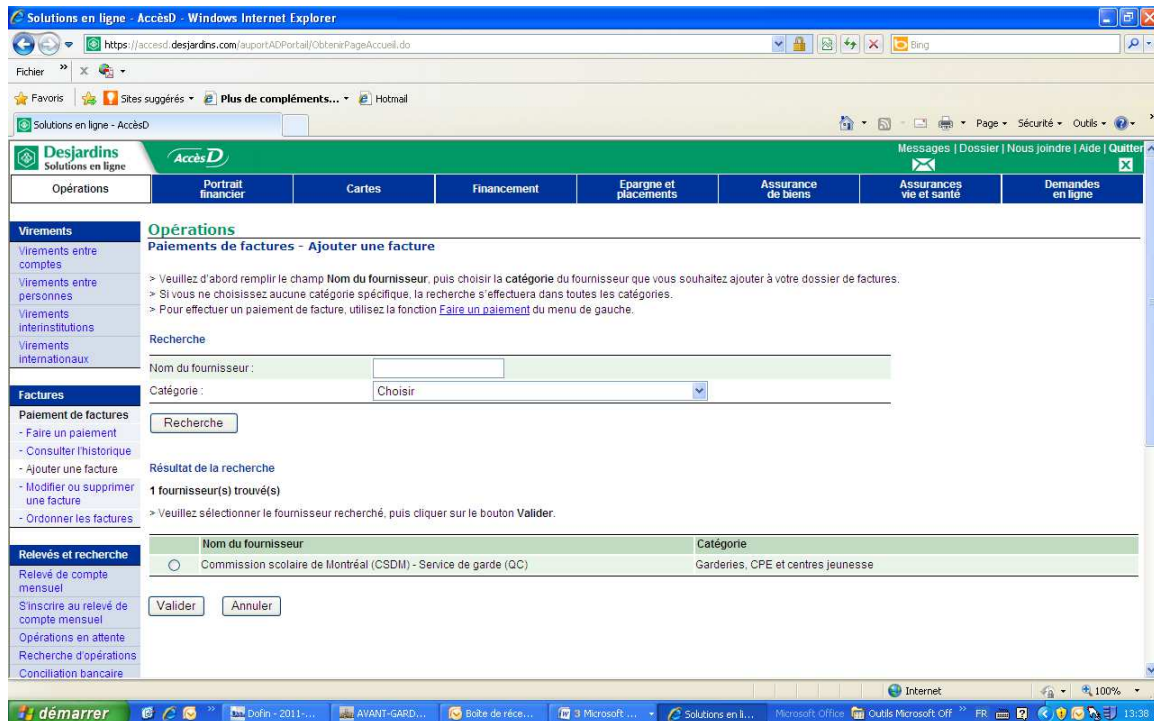 Solutions en ligne - AccèsD - Windows Internet Explorer
https://accesd.desjardins.com/auportADPortail/ObtenirPageAccueil.do
Bing
Fichier »
Favoris
Sites suggérés
Plus de compléments...
Hotmail
Solutions en ligne - AccèsD
Page
Sécurité
Outils
»
Desjardins
Solutions en ligne
AccèsD
Messages | Dossier | Nous joindre | Aide | Quitter
Opérations
Portrait financier
Cartes
Financement
Epargne et placements
Assurance de biens
Assurances vie et santé
Demandes en ligne
Virements
Virements entre
comptes
Virements entre
personnes
Virements
interinstitutions
Virements
internationaux
Factures
Paiement de factures
- Faire un paiement
- Consulter l'historique
- Ajouter une facture
- Modifier ou supprimer
une facture
- Ordonner les factures
Relevés et recherche
Relevé de compte
mensuel
S'inscrire au relevé de
compte mensuel
Opérations en attente
Recherche d'opérations
Conciliation bancaire
Opérations
Paiements de factures - Ajouter une facture
> Veuillez d'abord remplir le champ Nom du fournisseur, puis choisir la catégorie du fournisseur que vous souhaitez ajouter à votre dossier de factures.
> Si vous ne choisissez aucune catégorie spécifique, la recherche s'effectuera dans toutes les catégories.
> Pour effectuer un paiement de facture, utilisez la fonction Faire un paiement du menu de gauche.
Recherche
Nom du fournisseur :
Catégorie : Choisir
Recherche
Résultat de la recherche
1 fournisseur(s) trouvé(s)
> Veuillez sélectionner le fournisseur recherché, puis cliquer sur le bouton Valider.
Nom du fournisseur Catégorie
Commission scolaire de Montréal (CSDM) - Service de garde (QC) Garderies, CPE et centres jeunesse
Valider Annuler
Internet
100%
démarrer
»
Dofin - 2011-...
AVANT-GARD...
Boîte de réce...
3 Microsoft ...
Solutions en li...
Microsoft Office
Outils Microsoft Off »
FR
13:38